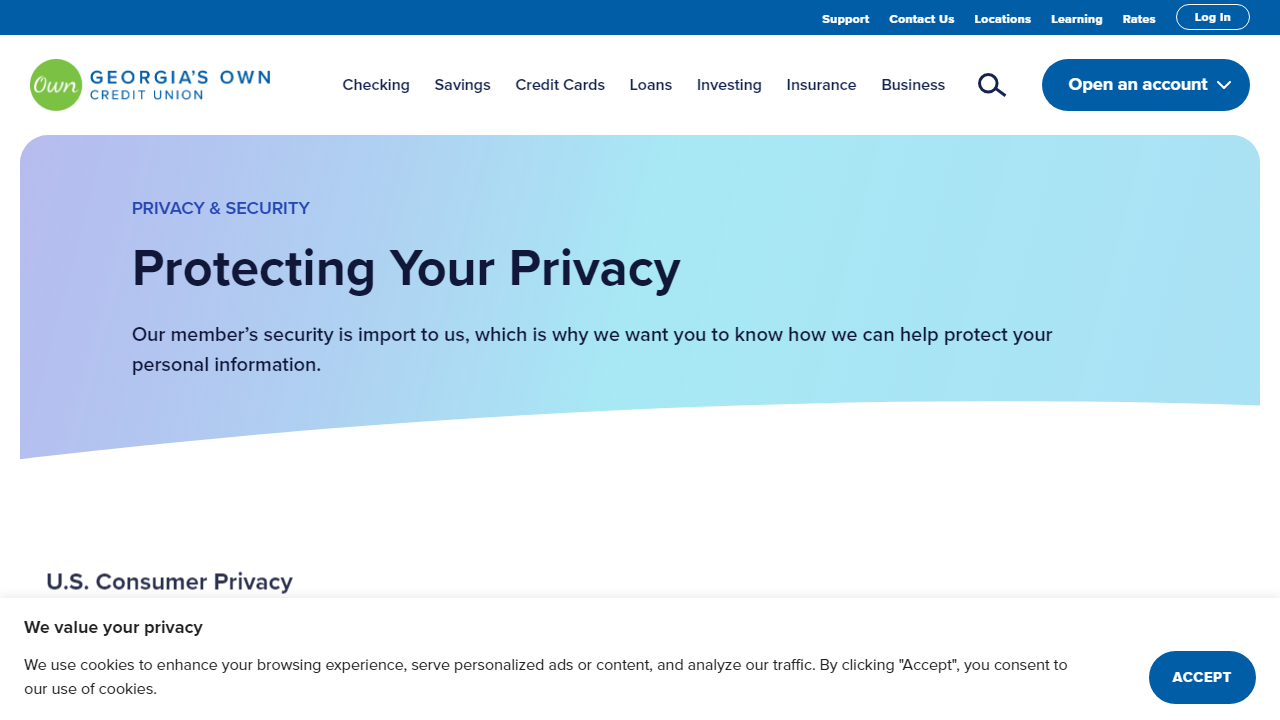 Support Contact Us Locations Learning Rates Log In
Own GEORGIA'S OWN
CREDIT UNION
Checking Savings Credit Cards Loans Investing Insurance Business Open an account
PRIVACY & SECURITY
Protecting Your Privacy
Our member’s security is import to us, which is why we want you to know how we can help protect your
personal information.
U.S. Consumer Privacy
We value your privacy
We use cookies to enhance your browsing experience, serve personalized ads or content, and analyze our traffic. By clicking "Accept", you consent to
our use of cookies.
ACCEPT